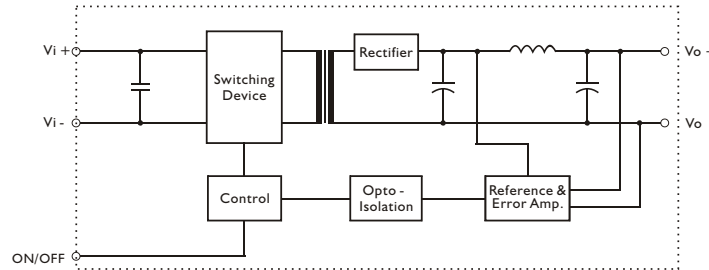 Vi +
Rectifier
Vo -
Switching
Device
Vi -
Vo
Control
Opto -
Isolation
Reference &
Error Amp.
ON/OFF